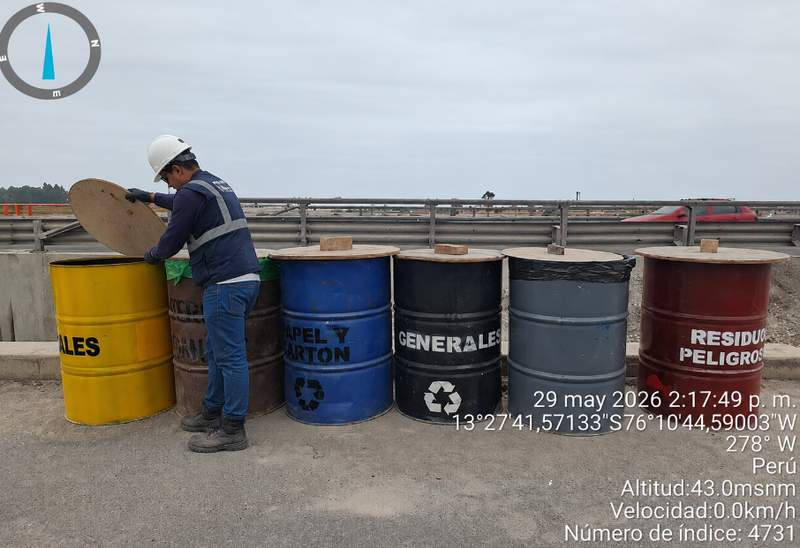 W
N
S
E
ALES
PAPEL Y
CARTON
GENERALES
RESIDUO
PELIGROS
29 may 2026 2:17:49 p. m.
13°27'41,57133"S76°10'44,59003"W
278° W
Perú
Altitud:43.0msnm
Velocidad:0.0km/h
Número de índice: 4731